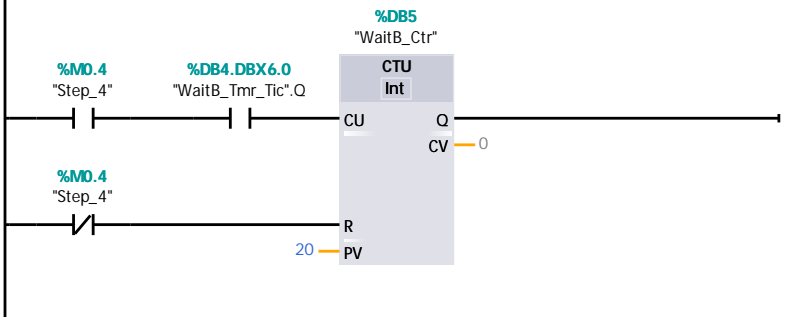 %DB5
"WaitB_Ctr"
%M0.4
"Step_4"
%DB4.DBX6.0
"WaitB_Tmr_Tic".Q
CTU
Int
CU
Q
CV
0
%M0.4
"Step_4"
R
20
PV